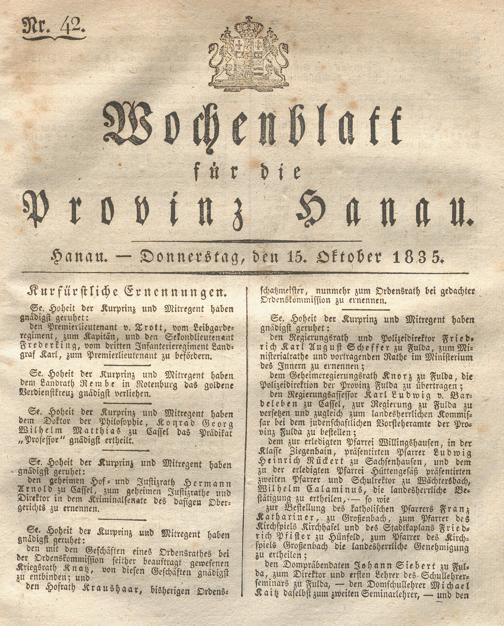 Nr. 42.
Wochenblatt
für die
Provinz Hanau.
Hanau. — Donnerstag, den 15. Oktober 1835.
Kurfürstliche Ernennungen.
Se. Hoheit der Kurprinz und Mitregent haben
gnädigst geruhet:
den Premierlieutenant v. Trott, vom Leibgarde-
regiment, zum Kapitän, und den Sekondlieutenant
Frederking, vom dritten Infanterieregiment Land-
graf Karl, zum Premierlieutenant zu befördern.
Se. Hoheit der Kurprinz und Mitregent haben
dem Landrath Rembe in Rotenburg das goldene
Verdienstkreuz gnädigst verliehen.
Se. Hoheit der Kurprinz und Mitregent haben
dem Doktor der Philosophie, Konrad Georg
Wilhelm Matthias zu Cassel das Prädikat
„Professor“ gnädigst ertheilt.
Se. Hoheit der Kurprinz und Mitregent haben
gnädigst geruhet:
den geheimen Hof- und Justizrath Hermann
Arnold zu Cassel, zum geheimen Justizrathe und
Direktor in dem Kriminalsenate des dasigen Ober-
gerichts zu ernennen.
Se. Hoheit der Kurprinz und Mitregent haben
gnädigst geruhet:
den mit den Geschäften eines Ordensrathes bei
der Ordenskommission seither beauftragt gewesenen
Kriegsrath Knatz, von diesen Geschäften gnädigst
zu entbinden; und
den Hofrath Kraushaar, bisherigen Ordens-
schatzmeister, nunmehr zum Ordensrath bei gedachter
Ordenskommission zu ernennen.
Se. Hoheit der Kurprinz und Mitregent haben
gnädigst geruhet:
den Regierungsrath und Polizeidirektor Friederich
Karl August Scheffer zu Fulda, zum Mi-
nisterialrathe und vortragenden Rathe im Ministerium
des Innern zu ernennen;
dem Geheimregierungsrath Knorz zu Fulda, die
Polizeidirektion der Provinz Fulda zu übertragen;
den Regierungsassessor Karl Ludwig v. Bar-
deleben zu Cassel, zur Regierung zu Fulda zu
versetzen und zugleich zum landesherrlichen Kommis-
sar bei dem judenschaftlichen Vorsteheramte der Pro-
vinz Fulda zu bestellen;
dem zur erledigten Pfarrei Willingshausen, in der
Klasse Ziegenhain, präsentirten Pfarrer Ludwig
Heinrich Rückert zu Sachsenhausen, und dem
zu der erledigten Pfarrei Hüttengesäß präsentirten
zweiten Pfarrer und Schulrektor zu Wächtersbach,
Wilhelm Calaminus, die landesherrliche Be-
stätigung zu ertheilen, — so wie
zur Bestellung des katholischen Pfarrers Franz
Kathariner, zu Großenbach, zum Pfarrer des
Kirchspiels Kirchhasel und des Stadtkaplans Fried
rich Pfister zu Hünfeld, zum Pfarrer des Kirch-
spiels Großenbach die landesherrliche Genehmigung
zu ertheilen;
den Dompräbendaten Johann Siebert zu Ful-
da, zum Direktor und ersten Lehrer des Schullehrer-
seminars zu Fulda, — den Domschullehrer Michael
Kaitz daselbst zum zweiten Seminarlehrer, — und den